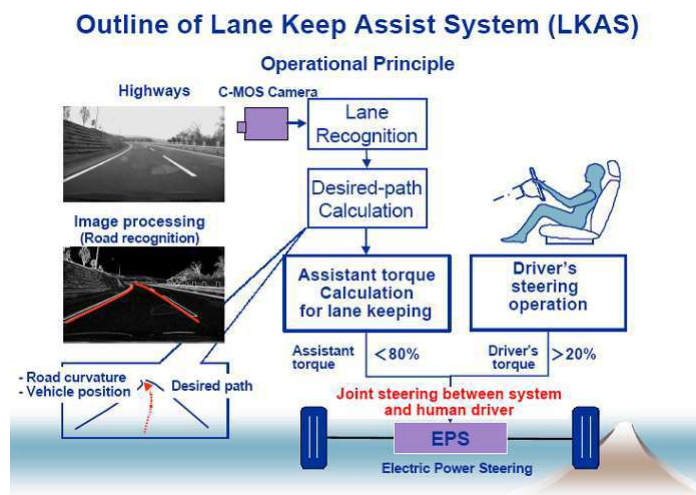 Outline of Lane Keep Assist System (LKAS)
Operational Principle
Highways
C-MOS Camera
Lane
Recognition
Desired-path
Calculation
Image processing
(Road recognition)
Assistant torque
Calculation
for lane keeping
Driver's
steering
operation
Assistant
torque
<80%
Driver's
torque
>20%
- Road curvature
- Vehicle position
Desired path
Joint steering between system
and human driver
EPS
Electric Power Steering